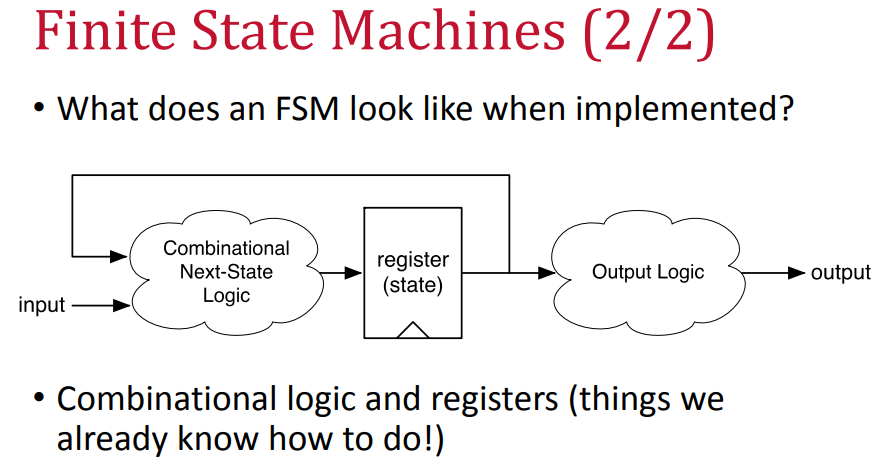 Finite State Machines (2/2)
• What does an FSM look like when implemented?
Combinational
Next-State
Logic
input
register
(state)
Output Logic
output
• Combinational logic and registers (things we
already know how to do!)